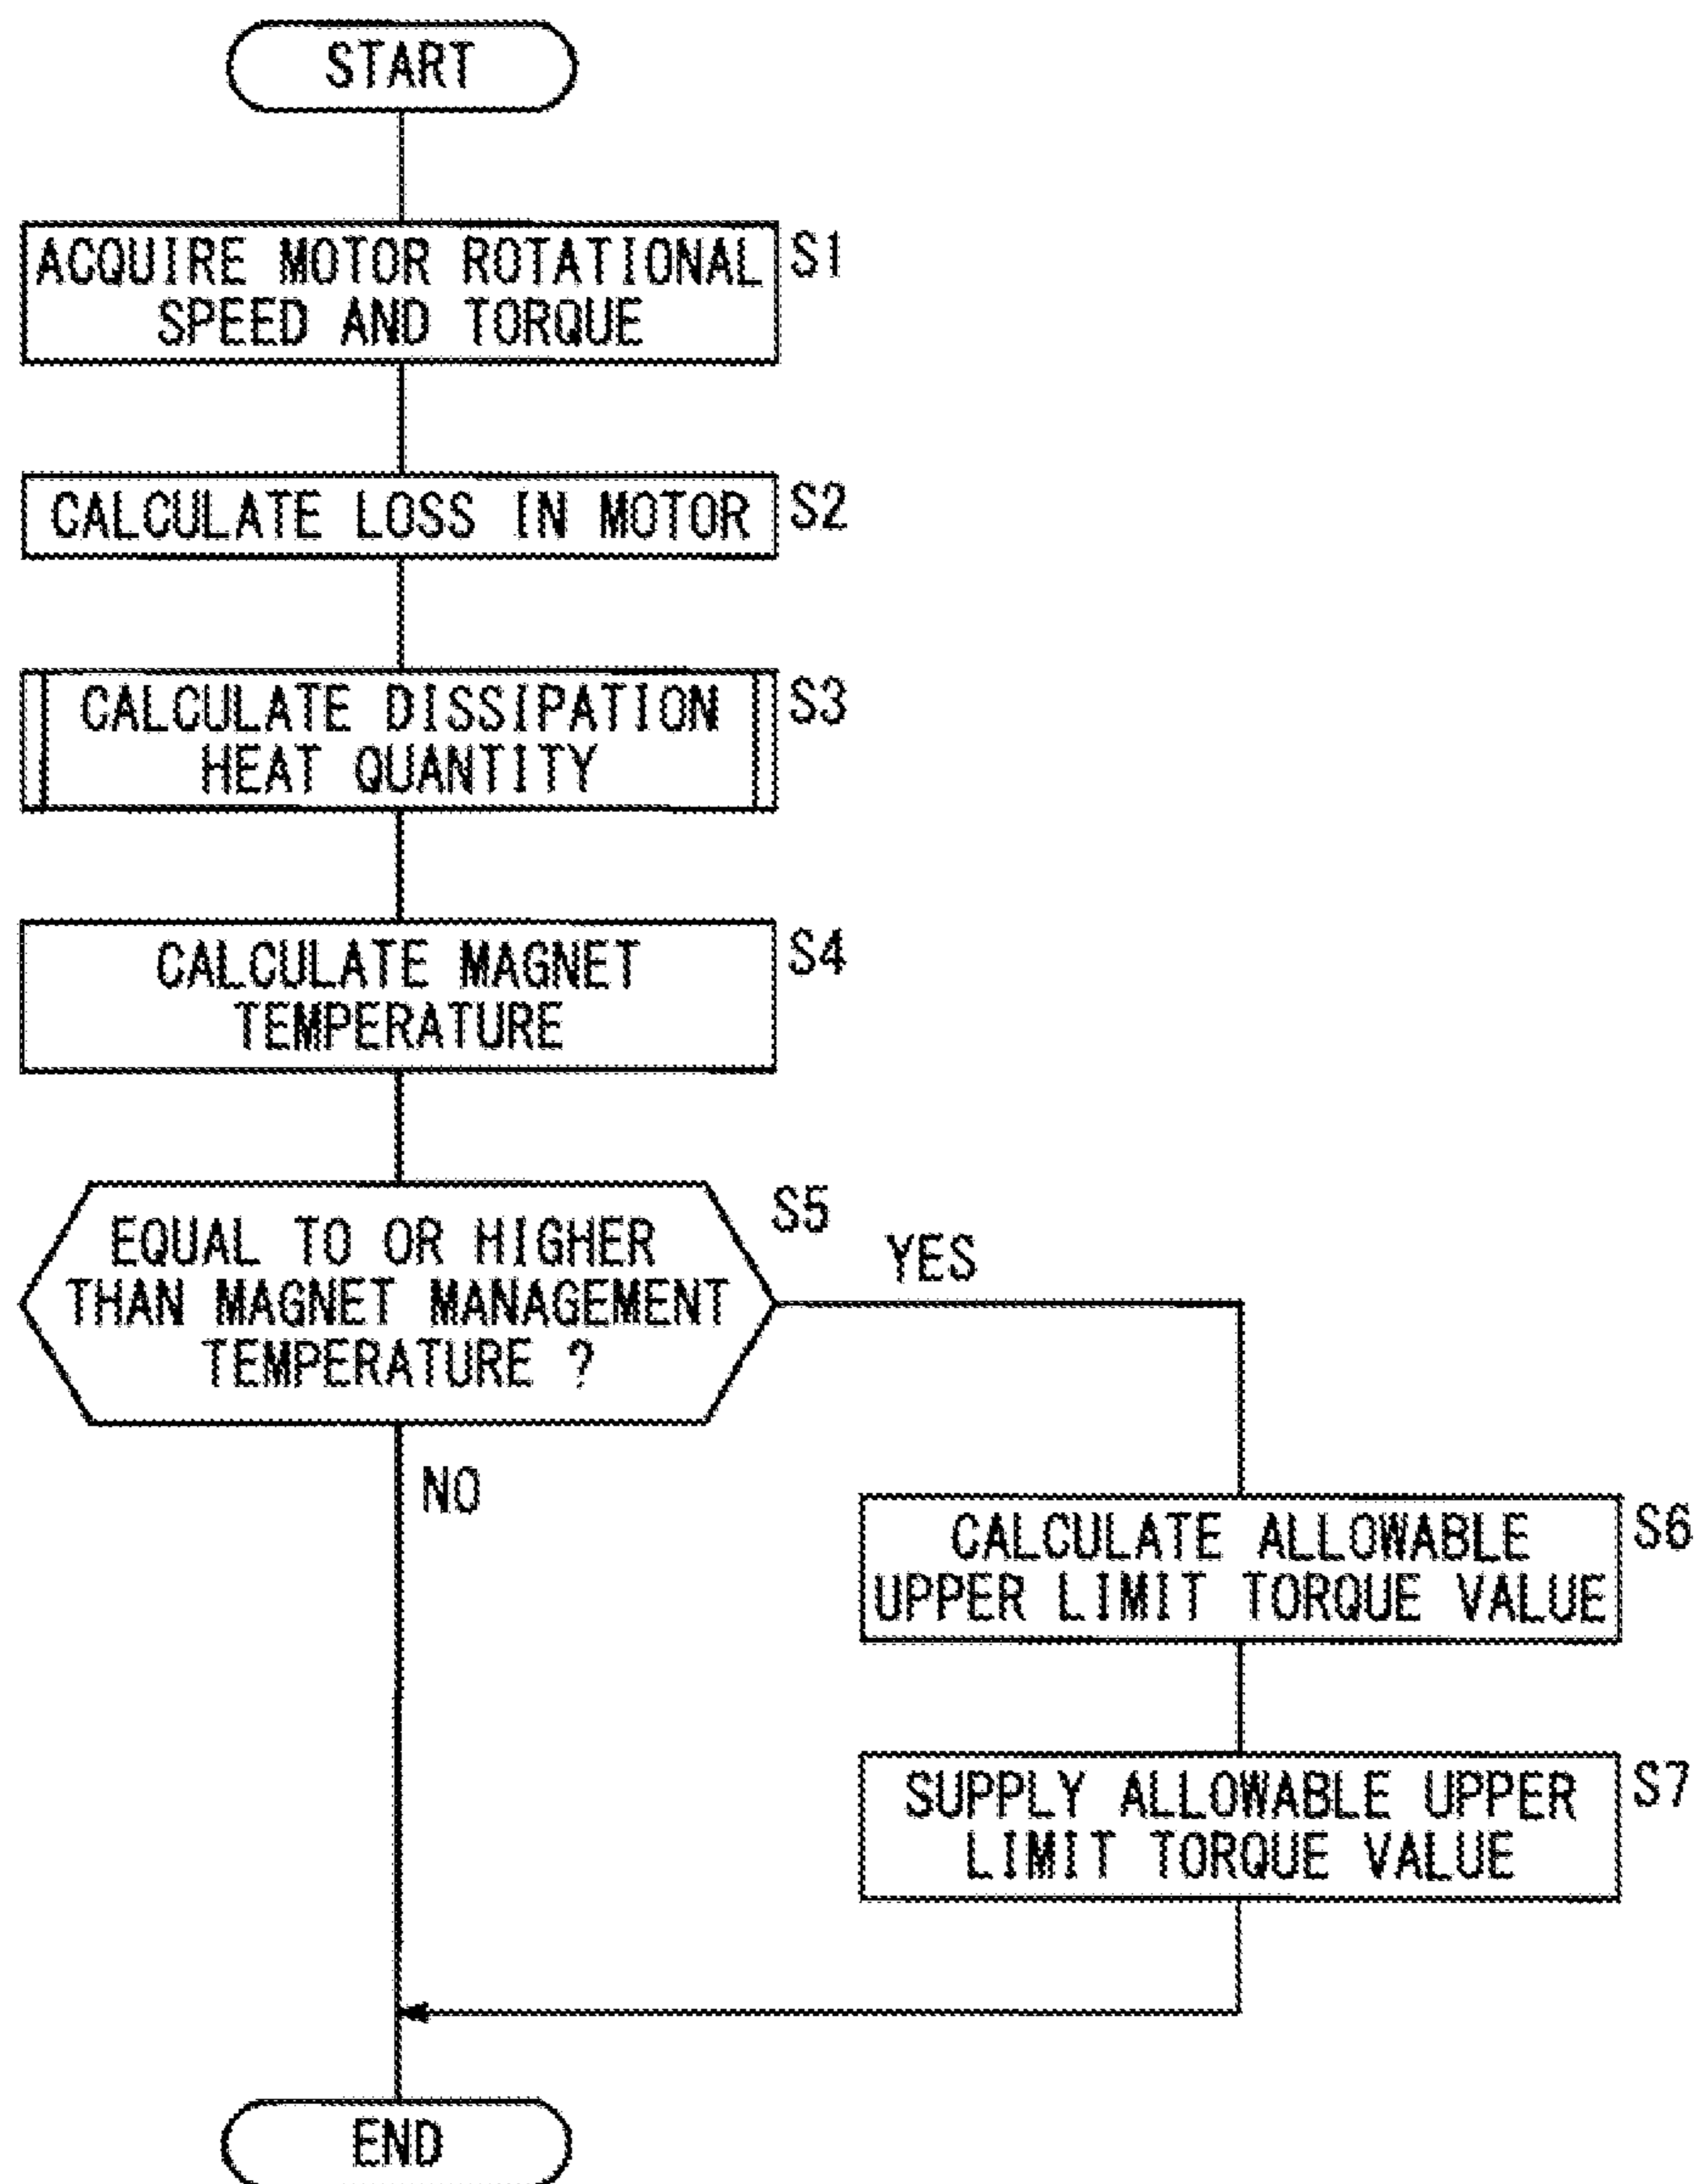 START
ACQUIRE MOTOR ROTATIONAL
SPEED AND TORQUE
S1
CALCULATE LOSS IN MOTOR
S2
CALCULATE DISSIPATION
HEAT QUANTITY
S3
CALCULATE MAGNET
TEMPERATURE
S4
EQUAL TO OR HIGHER
THAN MAGNET MANAGEMENT
TEMPERATURE ?
S5
YES
NO
CALCULATE ALLOWABLE
UPPER LIMIT TORQUE VALUE
S6
SUPPLY ALLOWABLE UPPER
LIMIT TORQUE VALUE
S7
END